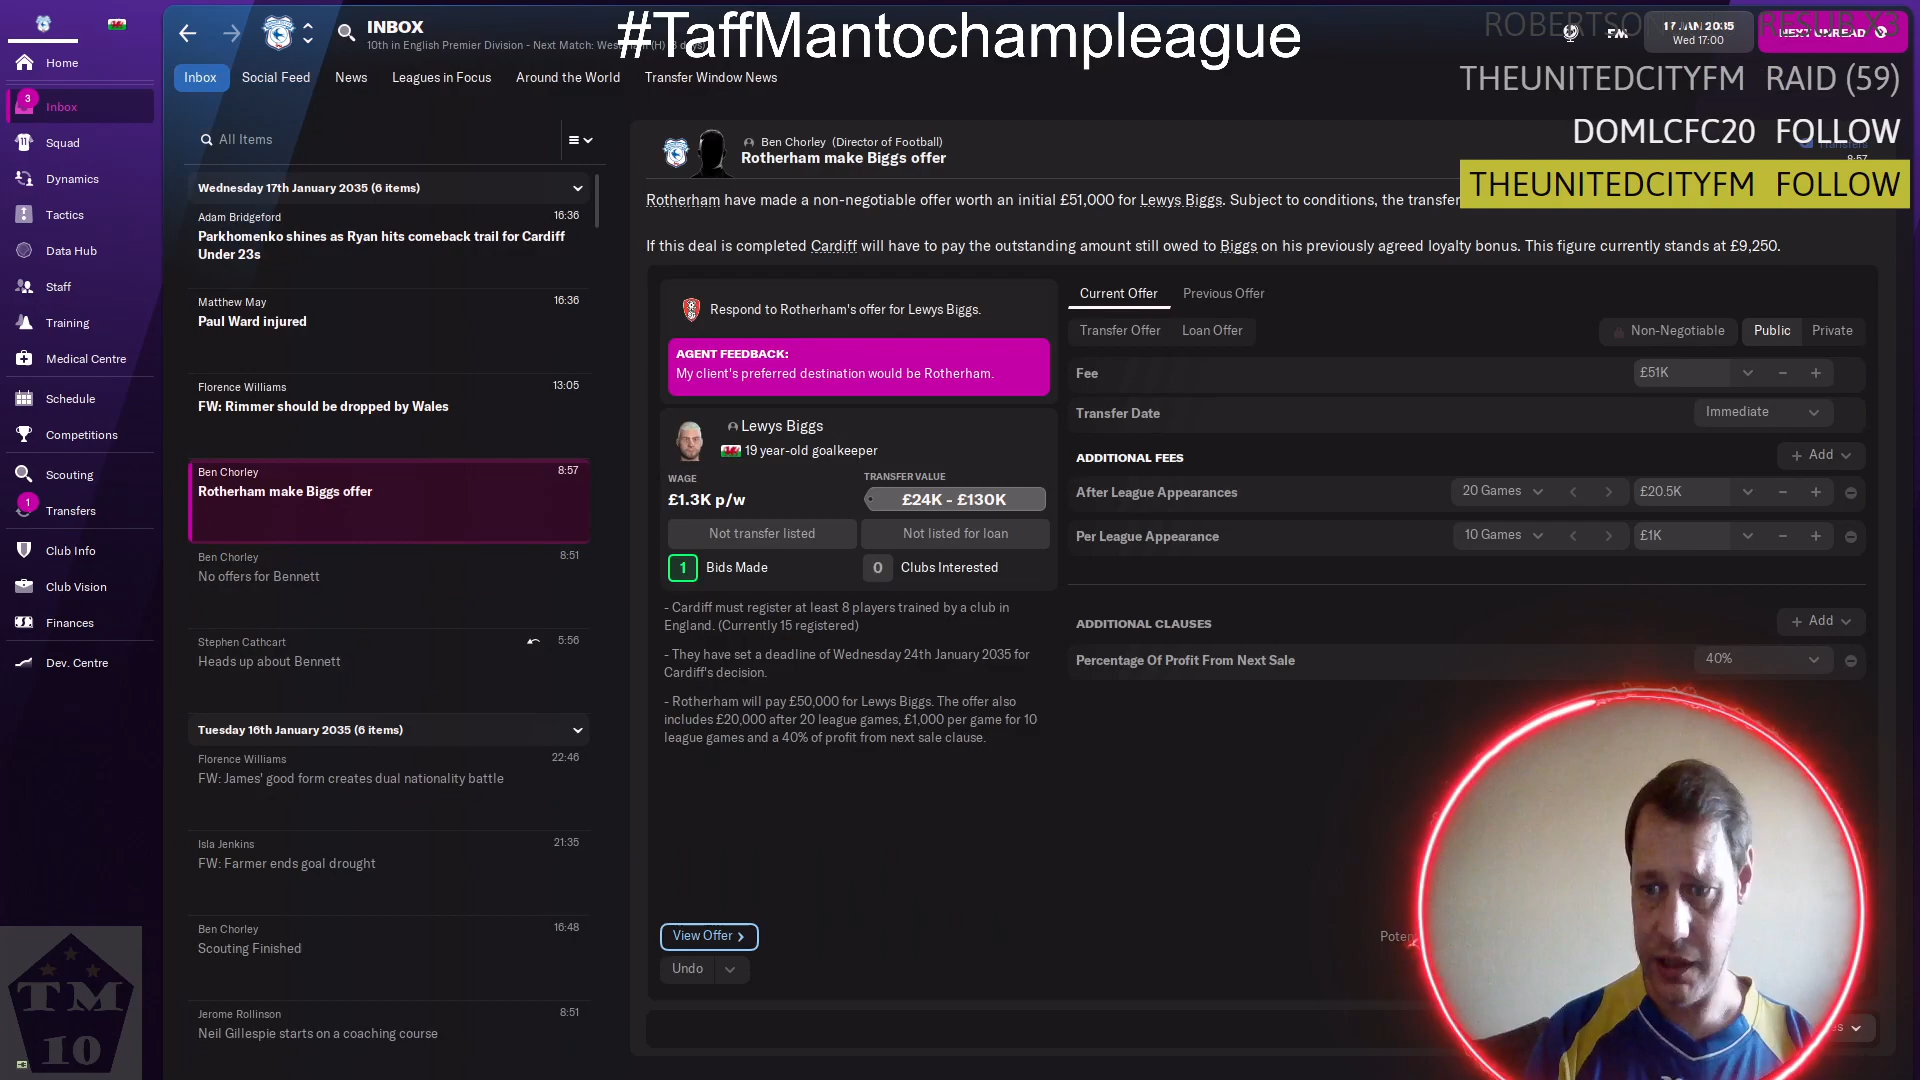 Home
3
Inbox
Squad
Dynamics
Tactics
Data Hub
Staff
Training
Medical Centre
Schedule
Competitions
Scouting
1
Transfers
Club Info
Club Vision
Finances
Dev. Centre
TM
10
INBOX
10th in English Premier Division - Next Match:
#TaffMantochampleague
17 JAN 2035
Wed 17:00
NEXT UNREAD
THEUNITEDCITYFM RAID (59)
DOMLCFC20 FOLLOW
THEUNITEDCITYFM FOLLOW
Inbox
Social Feed
News
Leagues in Focus
Around the World
Transfer Window News
All Items
Wednesday 17th January 2035 (6 items)
Adam Bridgeford 16:36
Parkhomenko shines as Ryan hits comeback trail for Cardiff
Under 23s
Matthew May 16:36
Paul Ward injured
Florence Williams 13:05
FW: Rimmer should be dropped by Wales
Ben Chorley 8:57
Rotherham make Biggs offer
Ben Chorley 8:51
No offers for Bennett
Stephen Cathcart 5:56
Heads up about Bennett
Tuesday 16th January 2035 (6 items)
Florence Williams 22:46
FW: James' good form creates dual nationality battle
Isla Jenkins 21:35
FW: Farmer ends goal drought
Ben Chorley 16:48
Scouting Finished
Jerome Rollinson 8:51
Neil Gillespie starts on a coaching course
Ben Chorley (Director of Football)
Rotherham make Biggs offer
Transfers
8:57
Rotherham have made a non-negotiable offer worth an initial £51,000 for Lewys Biggs. Subject to conditions, the transfer
If this deal is completed Cardiff will have to pay the outstanding amount still owed to Biggs on his previously agreed loyalty bonus. This figure currently stands at £9,250.
Respond to Rotherham's offer for Lewys Biggs.
AGENT FEEDBACK:
My client's preferred destination would be Rotherham.
Lewys Biggs
19 year-old goalkeeper
WAGE
£1.3K p/w
TRANSFER VALUE
£24K - £130K
Not transfer listed
Not listed for loan
1 Bids Made
0 Clubs Interested
- Cardiff must register at least 8 players trained by a club in
England. (Currently 15 registered)
- They have set a deadline of Wednesday 24th January 2035 for
Cardiff's decision.
- Rotherham will pay £50,000 for Lewys Biggs. The offer also
includes £20,000 after 20 league games, £1,000 per game for 10
league games and a 40% of profit from next sale clause.
View Offer
Undo
Current Offer
Previous Offer
Transfer Offer
Loan Offer
Non-Negotiable
Public
Private
Fee £51K
Transfer Date Immediate
ADDITIONAL FEES Add
After League Appearances 20 Games £20.5K
Per League Appearance 10 Games £1K
ADDITIONAL CLAUSES Add
Percentage Of Profit From Next Sale 40%